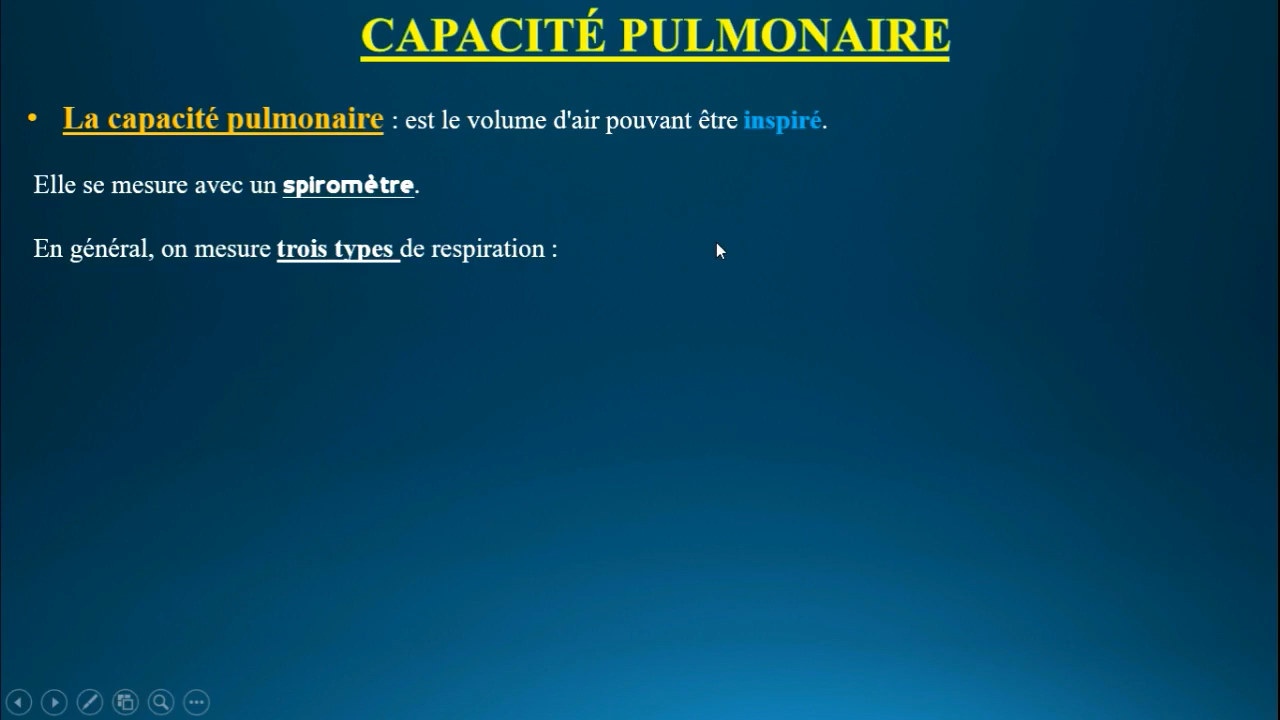 CAPACITÉ PULMONAIRE
• La capacité pulmonaire : est le volume d'air pouvant être inspiré.
Elle se mesure avec un spiromètre.
En général, on mesure trois types de respiration :